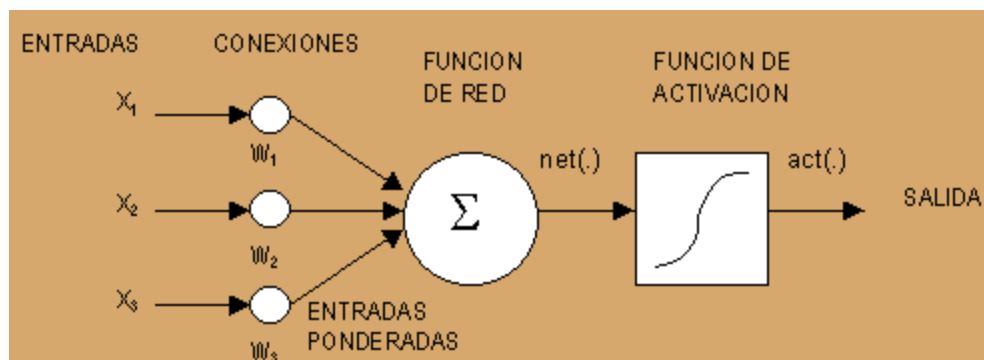 ENTRADAS
CONEXIONES
FUNCION
DE RED
FUNCION DE
ACTIVACION
X1
W1
X2
W2
X3
W3
Σ
net(.)
act(.)
SALIDA
ENTRADAS
PONDERADAS